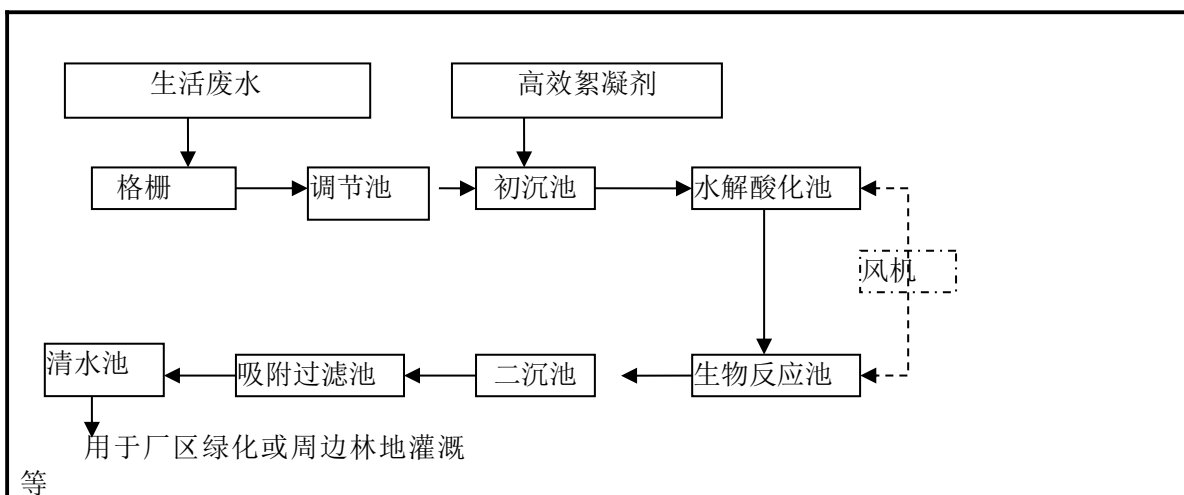 生活废水
高效絮凝剂
格栅
调节池
初沉池
水解酸化池
风机
清水池
吸附过滤池
二沉池
生物反应池
用于厂区绿化或周边林地灌溉
等